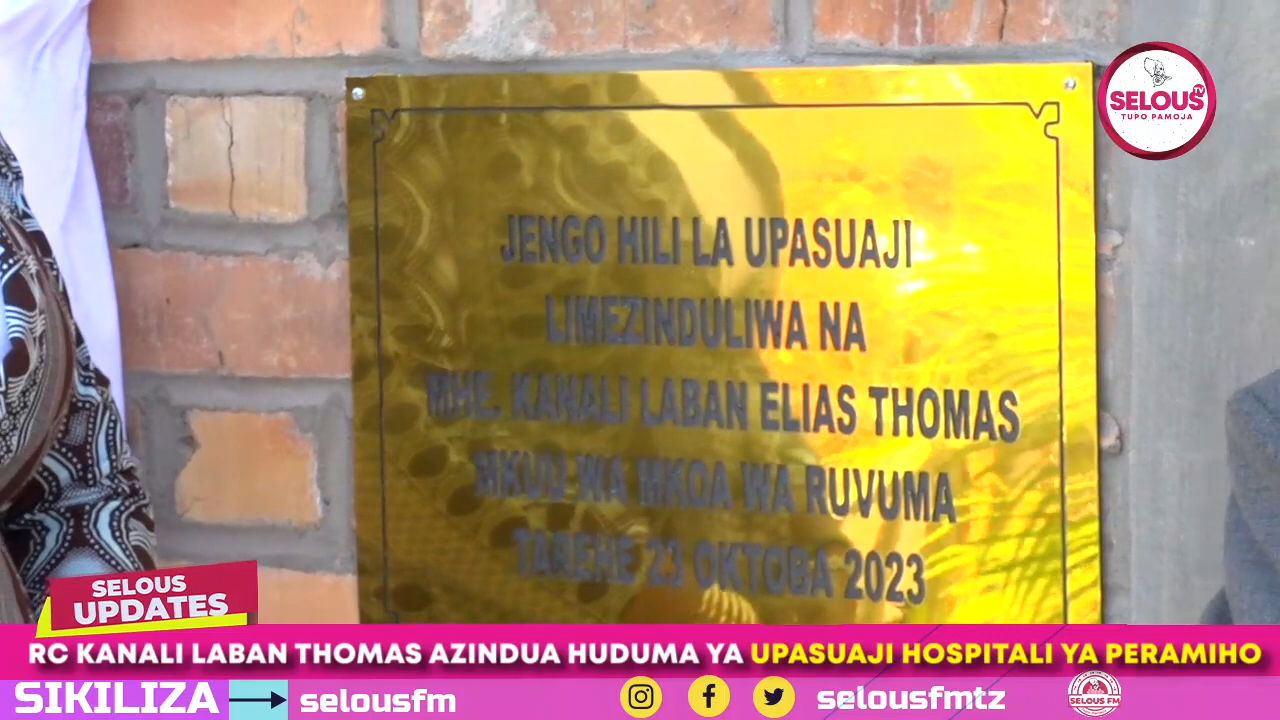 SELOUS TV
TUPO PAMOJA
JENGO HILI LA UPASUAJI
LIMEZINDULIWA NA
MHE. KANALI LABAN ELIAS THOMAS
MKUU WA MKOA WA RUVUMA
TAREHE 23 OKTOBA 2023
SELOUS
UPDATES
RC KANALI LABAN THOMAS AZINDUA HUDUMA YA UPASUAJI HOSPITALI YA PERAMIHO
SIKILIZA selousfm selousfmtz SELOUS FM